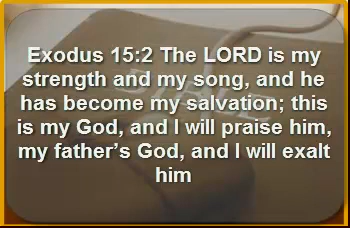 Exodus 15:2 The LORD is my
strength and my song, and he
has become my salvation; this
is my God, and I will praise him,
my father’s God, and I will exalt
him